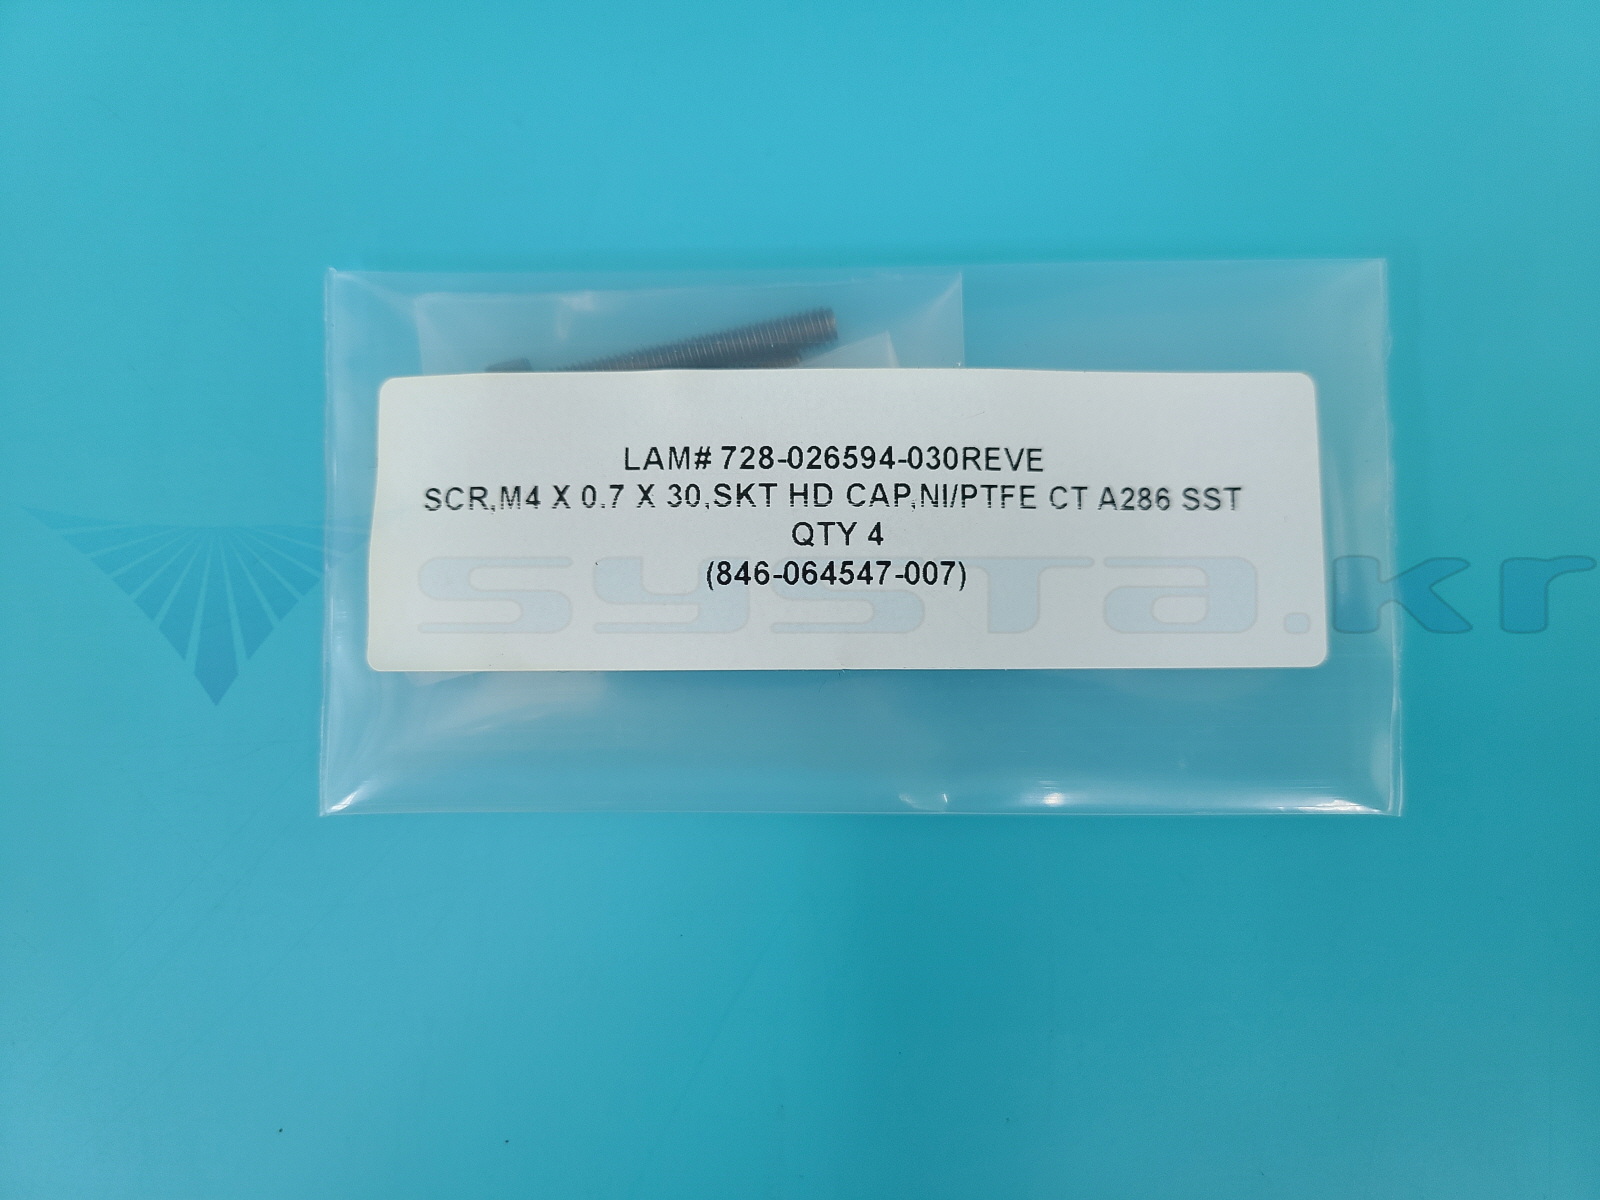 LAM# 728-026594-030REVE
SCR,M4 X 0.7 X 30,SKT HD CAP,NI/PTFE CT A286 SST
QTY 4
(846-064547-007)
systa.kr